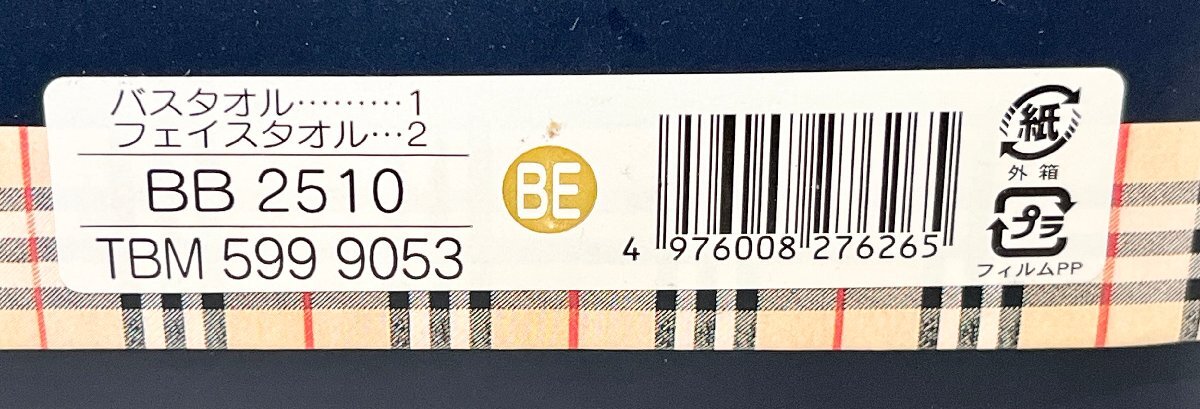 バスタオル………1
フェイスタオル…2
BB 2510
TBM 599 9053
BE
4 976008 276265
紙
外箱
プラ
フィルムPP